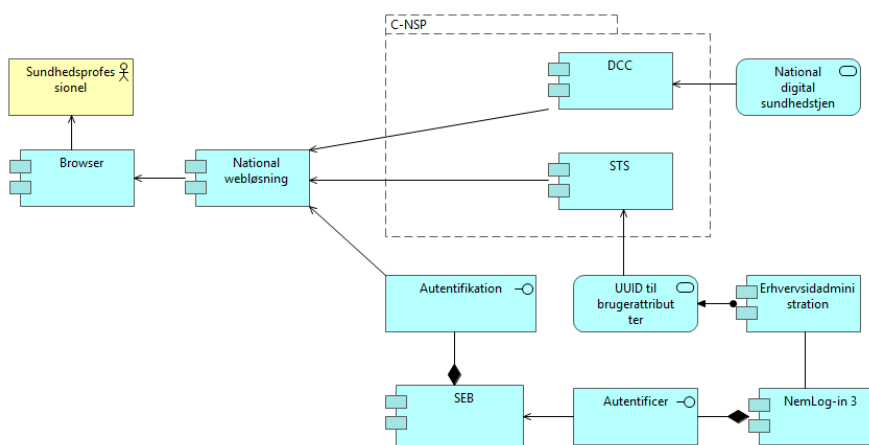 C-NSP
Sundhedsprofes
sionel
DCC
National
digital
sundhedstjen
Browser
National
webløsning
STS
Autentifikation
UUID til
brugerattribut
ter
Erhvervsidadmini
stration
SEB
Autentificer
NemLog-in 3